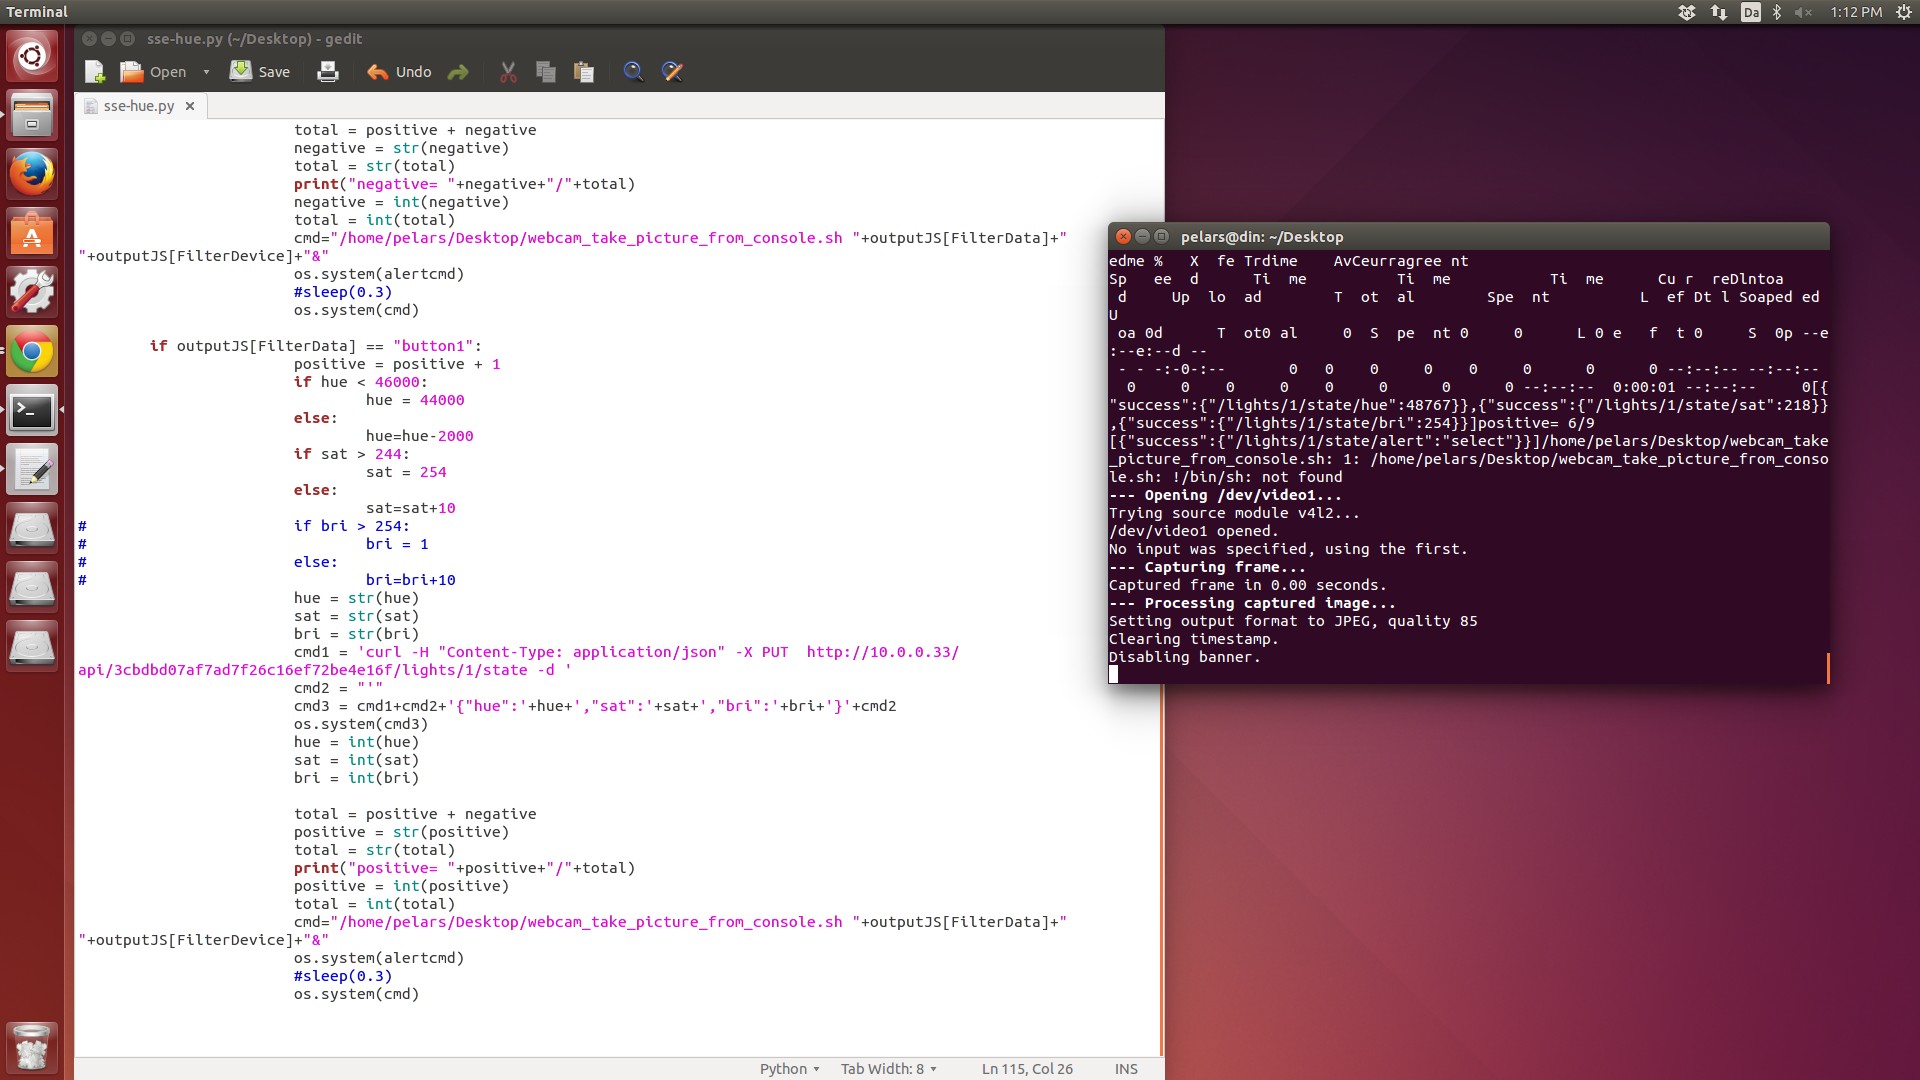 Terminal
Da
1:12 PM
sse-hue.py (~/Desktop) - gedit
Open
Save
Undo
sse-hue.py
total = positive + negative
negative = str(negative)
total = str(total)
print("negative= "+negative+"/"+total)
negative = int(negative)
total = int(total)
cmd="/home/pelars/Desktop/webcam_take_picture_from_console.sh "+outputJS[FilterData]+"
"+outputJS[FilterDevice]+"&"
os.system(alertcmd)
#sleep(0.3)
os.system(cmd)
if outputJS[FilterData] == "button1":
positive = positive + 1
if hue < 46000:
hue = 44000
else:
hue=hue-2000
if sat > 244:
sat = 254
else:
sat=sat+10
# if bri > 254:
# bri = 1
# else:
# bri=bri+10
hue = str(hue)
sat = str(sat)
bri = str(bri)
cmd1 = 'curl -H "Content-Type: application/json" -X PUT  http://10.0.0.33/
api/3cbdbd07af7ad7f26c16ef72be4e16f/lights/1/state -d '
cmd2 = "'"
cmd3 = cmd1+cmd2+'{"hue":'+hue+',"sat":'+sat+',"bri":'+bri+'}'+cmd2
os.system(cmd3)
hue = int(hue)
sat = int(sat)
bri = int(bri)
total = positive + negative
positive = str(positive)
total = str(total)
print("positive= "+positive+"/"+total)
positive = int(positive)
total = int(total)
cmd="/home/pelars/Desktop/webcam_take_picture_from_console.sh "+outputJS[FilterData]+"
"+outputJS[FilterDevice]+"&"
os.system(alertcmd)
#sleep(0.3)
os.system(cmd)
Python
Tab Width: 8
Ln 115, Col 26
INS
pelars@din: ~/Desktop
edme %   X  fe Trdime    AvCeurragree nt
Sp   ee  d      Ti  me          Ti  me           Ti  me      Cu r  reDlntoa
d     Up  lo  ad        T  ot  al        Spe  nt          L  ef Dt l Soaped ed
U
oa 0d      T  ot0 al     0  S  pe  nt 0     0      L 0 e   f  t 0     S  0p --e
:--e:--d --
- - -:-0-:--       0   0    0     0    0     0      0      0 --:--:-- --:--:--
0     0    0     0    0     0      0      0 --:--:--  0:00:01 --:--:--     0[{
"success":{"/lights/1/state/hue":48767}},{"success":{"/lights/1/state/sat":218}}
,{"success":{"/lights/1/state/bri":254}}]positive= 6/9
[{"success":{"/lights/1/state/alert":"select"}}]/home/pelars/Desktop/webcam_take
_picture_from_console.sh: 1: /home/pelars/Desktop/webcam_take_picture_from_conso
le.sh: !/bin/sh: not found
--- Opening /dev/video1...
Trying source module v4l2...
/dev/video1 opened.
No input was specified, using the first.
--- Capturing frame...
Captured frame in 0.00 seconds.
--- Processing captured image...
Setting output format to JPEG, quality 85
Clearing timestamp.
Disabling banner.